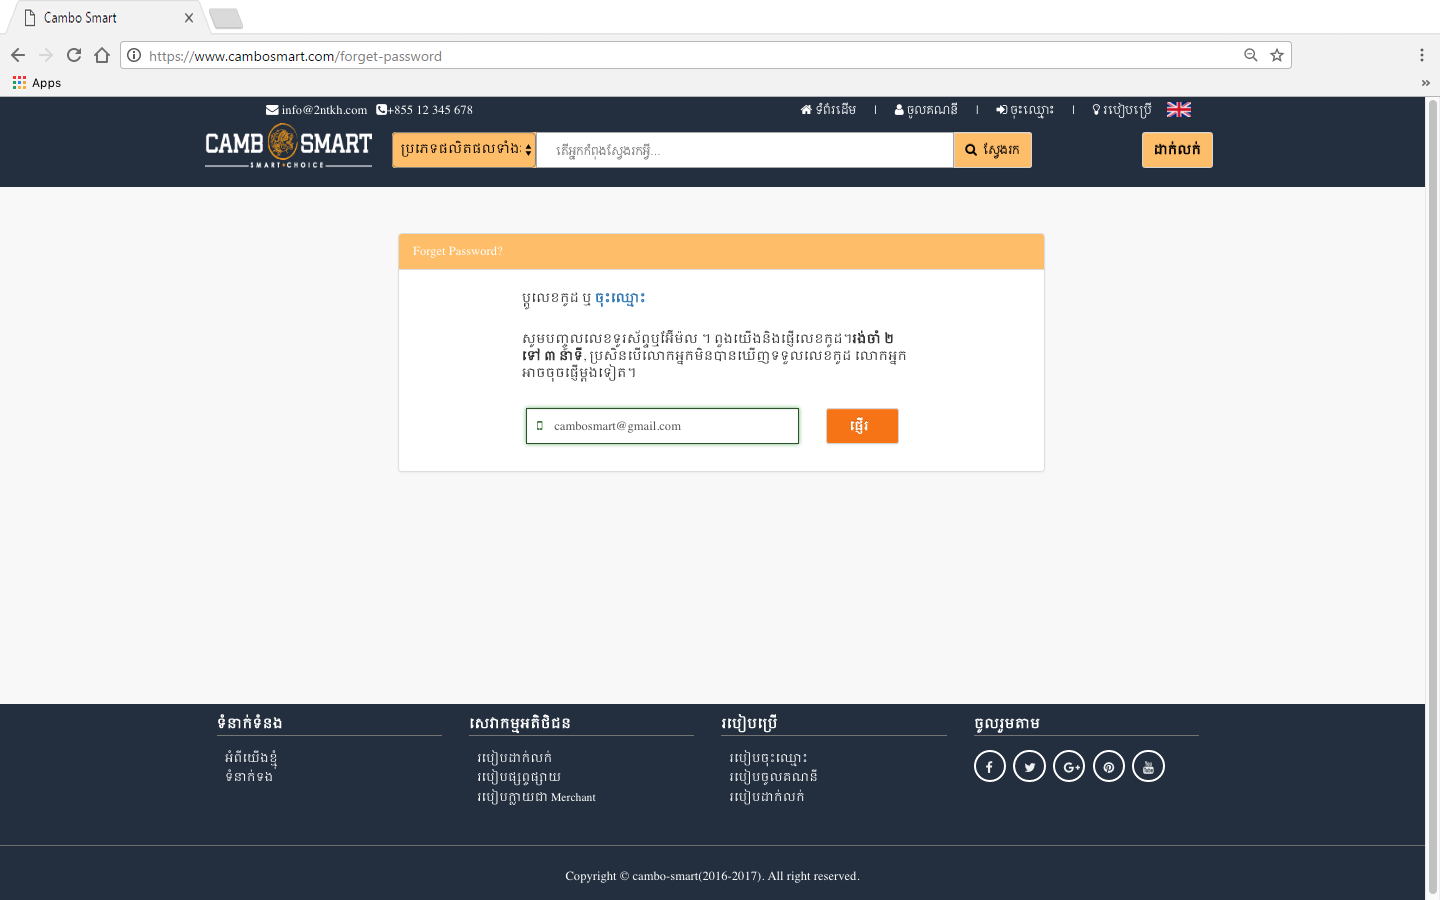 Cambo Smart
https://www.cambosmart.com/forget-password
Apps
info@2ntkh.com +855 12 345 678
ទំព័រដើម | ចូលគណនី | ចុះឈ្មោះ | របៀបប្រើ
CAMBO SMART
SMART CHOICE
ប្រភេទផលិតផលទាំង
តើអ្នកកំពុងស្វែងរកអ្វី...
ស្វែងរក
ដាក់លក់
Forget Password?
ប្ដូលេខកូដ ឬ ចុះឈ្មោះ
សូមបញ្ចូលលេខទូរស័ព្ទឬអ៊ីម៉ល ។ ពួងយើងនិងផ្ញើលេខកូដ។រង់ចាំ ២
ទៅ ៣ នាទី, ប្រសិនបើលោកអ្នកមិនបានឃើញទទួលលេខកូដ លោកអ្នក
អាចចុចផ្ញើម្ដងទៀត។
cambosmart@gmail.com
ផ្ញើរ
ទំនាក់ទំនង
អំពីយើងខ្ញុំ
ទំនាក់ទង
សេវាកម្មអតិថិជន
របៀបដាក់លក់
របៀបផ្សព្វផ្សាយ
របៀបក្លាយជា Merchant
របៀបប្រើ
របៀបចុះឈ្មោះ
របៀបចូលគណនី
របៀបដាក់លក់
ចូលរួមតាម
Copyright © cambo-smart(2016-2017). All right reserved.